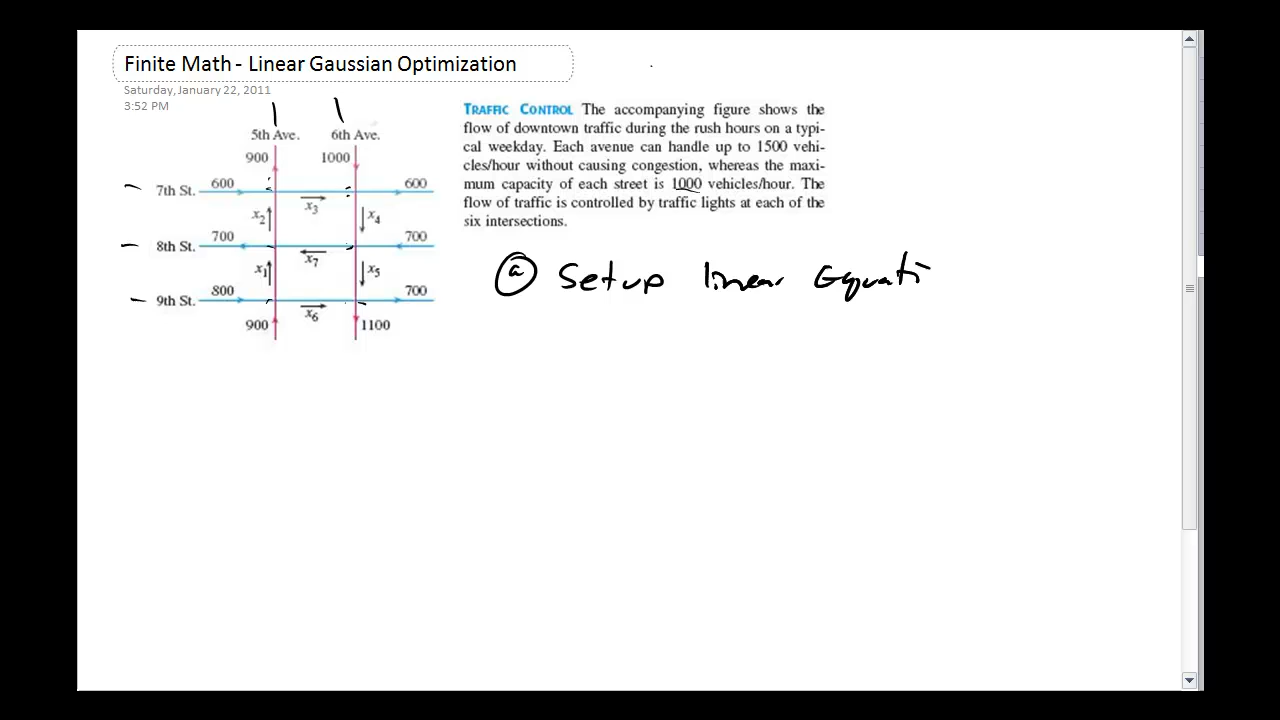 Finite Math - Linear Gaussian Optimization
Saturday, January 22, 2011
3:52 PM
5th Ave. 6th Ave.
900 1000
7th St. 600 600
x3
x2 x4
8th St. 700 700
x7
x1 x5
9th St. 800 700
x6
900 1100
TRAFFIC CONTROL The accompanying figure shows the
flow of downtown traffic during the rush hours on a typi-
cal weekday. Each avenue can handle up to 1500 vehi-
cles/hour without causing congestion, whereas the maxi-
mum capacity of each street is 1000 vehicles/hour. The
flow of traffic is controlled by traffic lights at each of the
six intersections.
a Setup linear Equati